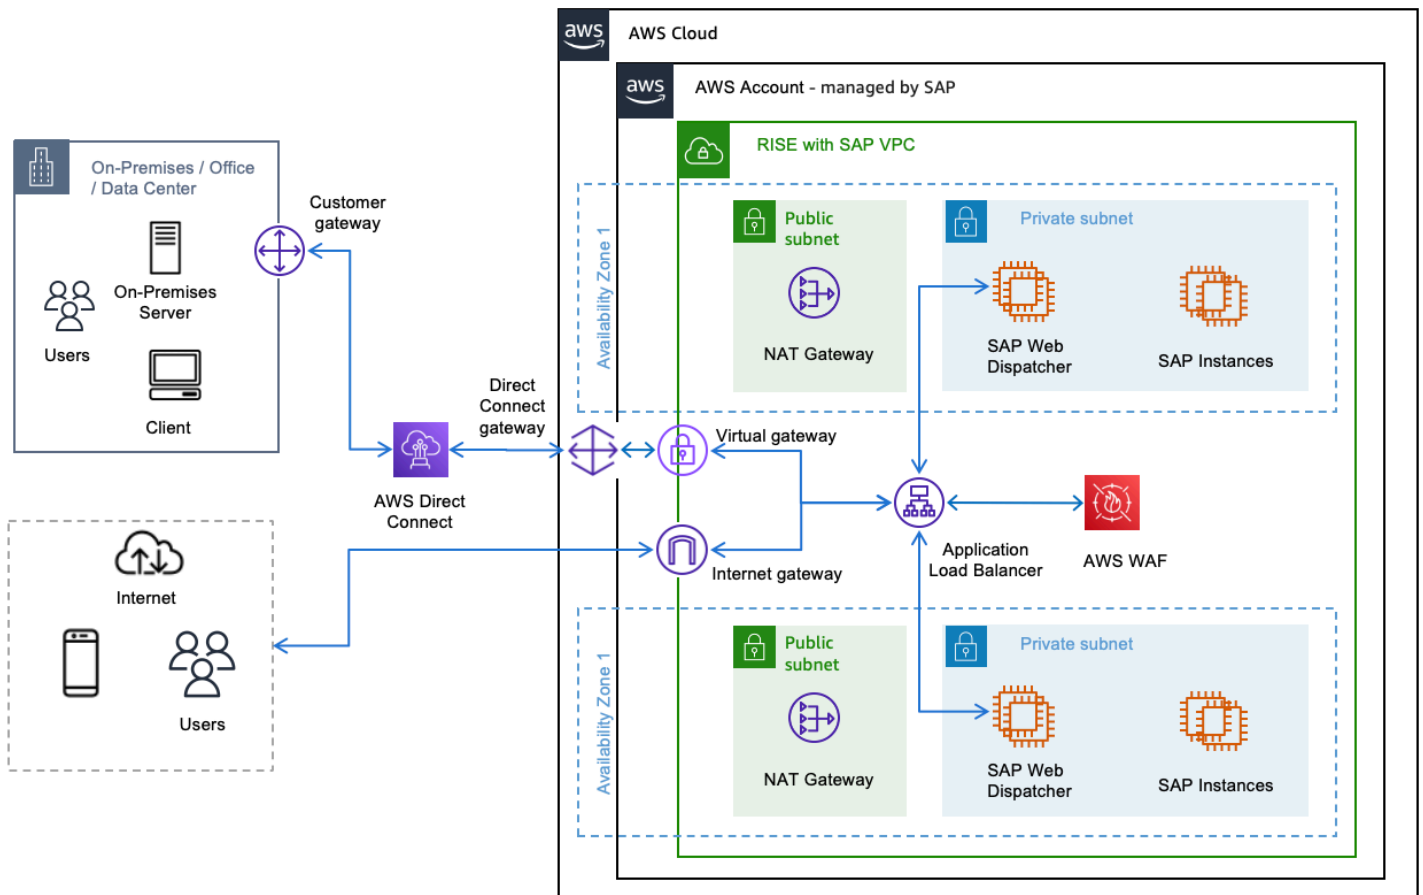 aws
AWS Cloud
aws
AWS Account - managed by SAP
RISE with SAP VPC
On-Premises / Office
/ Data Center
Customer
gateway
On-Premises
Server
Users
Client
Direct
Connect
gateway
AWS Direct
Connect
Internet
Users
Availability Zone 1
Public
subnet
NAT Gateway
Private subnet
SAP Web
Dispatcher
SAP Instances
Virtual gateway
Internet gateway
Application
Load Balancer
AWS WAF
Availability Zone 1
Public
subnet
NAT Gateway
Private subnet
SAP Web
Dispatcher
SAP Instances